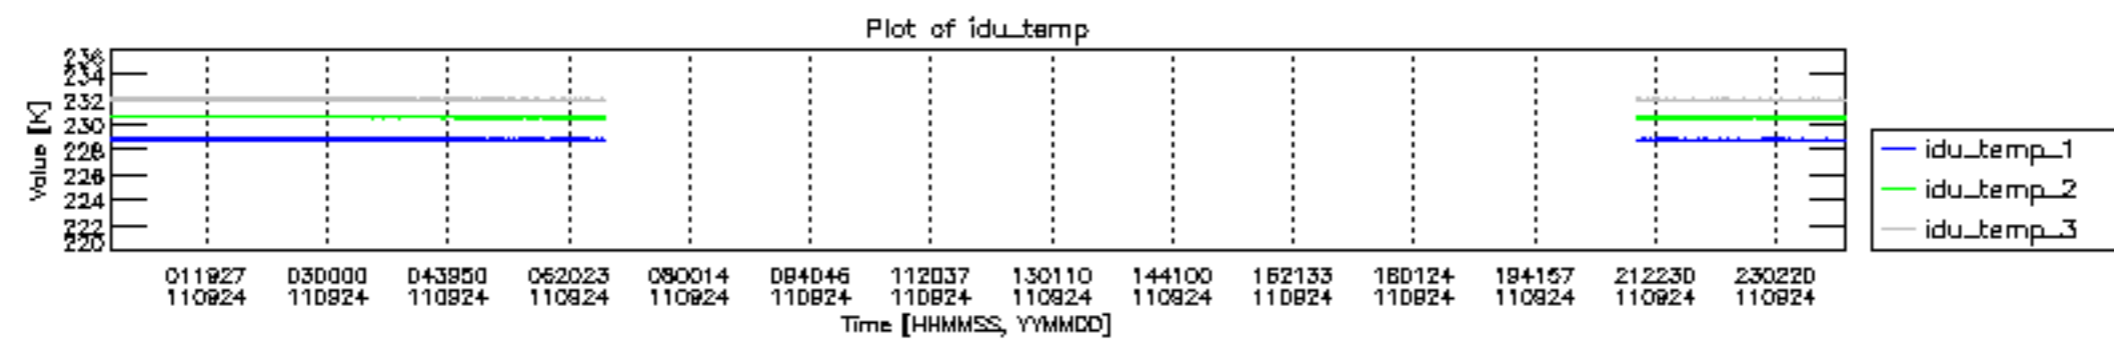 Plot of idu_temp
236
234
232
230
228
226
224
222
220
Value [K]
idu_temp_1
idu_temp_2
idu_temp_3
011927 030000 043950 062023 080014 094046 112037 130110 144100 162133 180124 194157 212230 230220
110924 110924 110924 110924 110924 110924 110924 110924 110924 110924 110924 110924 110924 110924
Time [HHMMSS, YYMMDD]